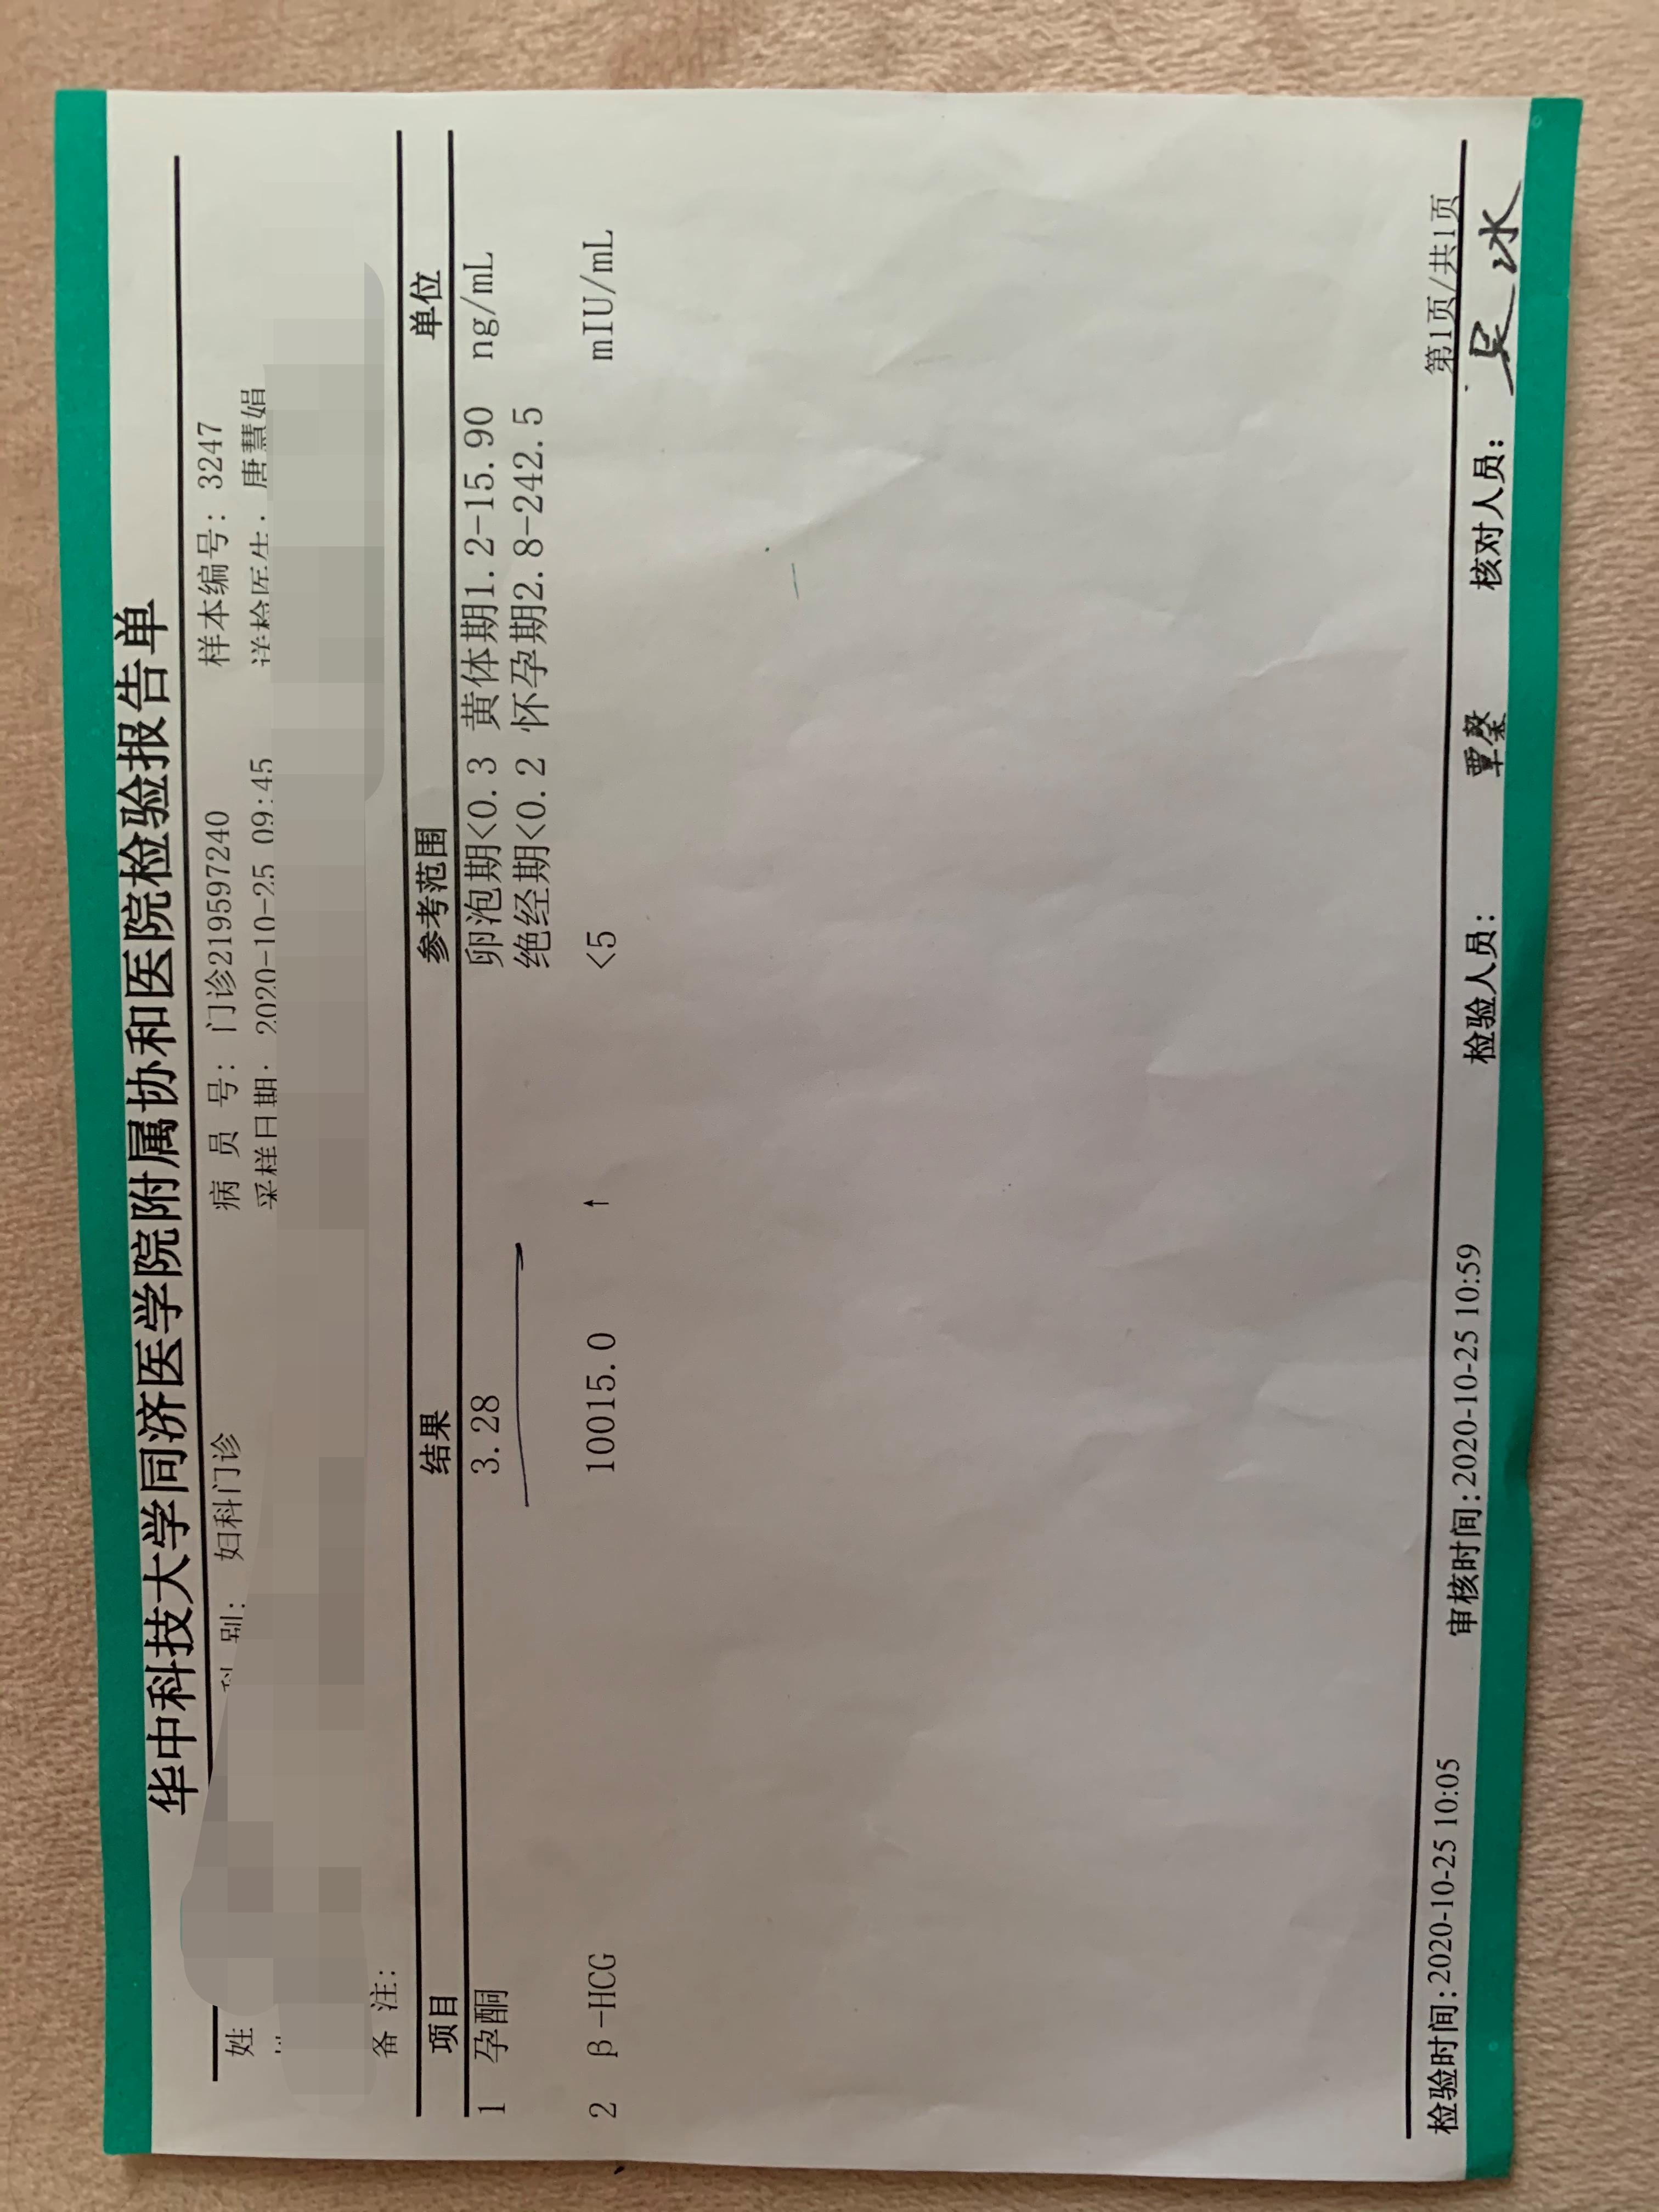 华中科技大学同济医学院附属协和医院检验报告单
姓 科 别: 妇科门诊 病 员 号: 门诊219597240 样本编号: 3247
采样日期: 2020-10-25 09:45 送检医生: 唐慧娟
备 注:
项目 结果 参考范围 单位
1 孕酮 3.28 卵泡期<0.3 黄体期1.2-15.90 ng/mL
绝经期<0.2 怀孕期2.8-242.5
2 β-HCG 10015.0 ↑ <5 mIU/mL
第1页/共1页
检验时间:2020-10-25 10:05 审核时间:2020-10-25 10:59 检验人员: 覃馨 核对人员: 吴冰